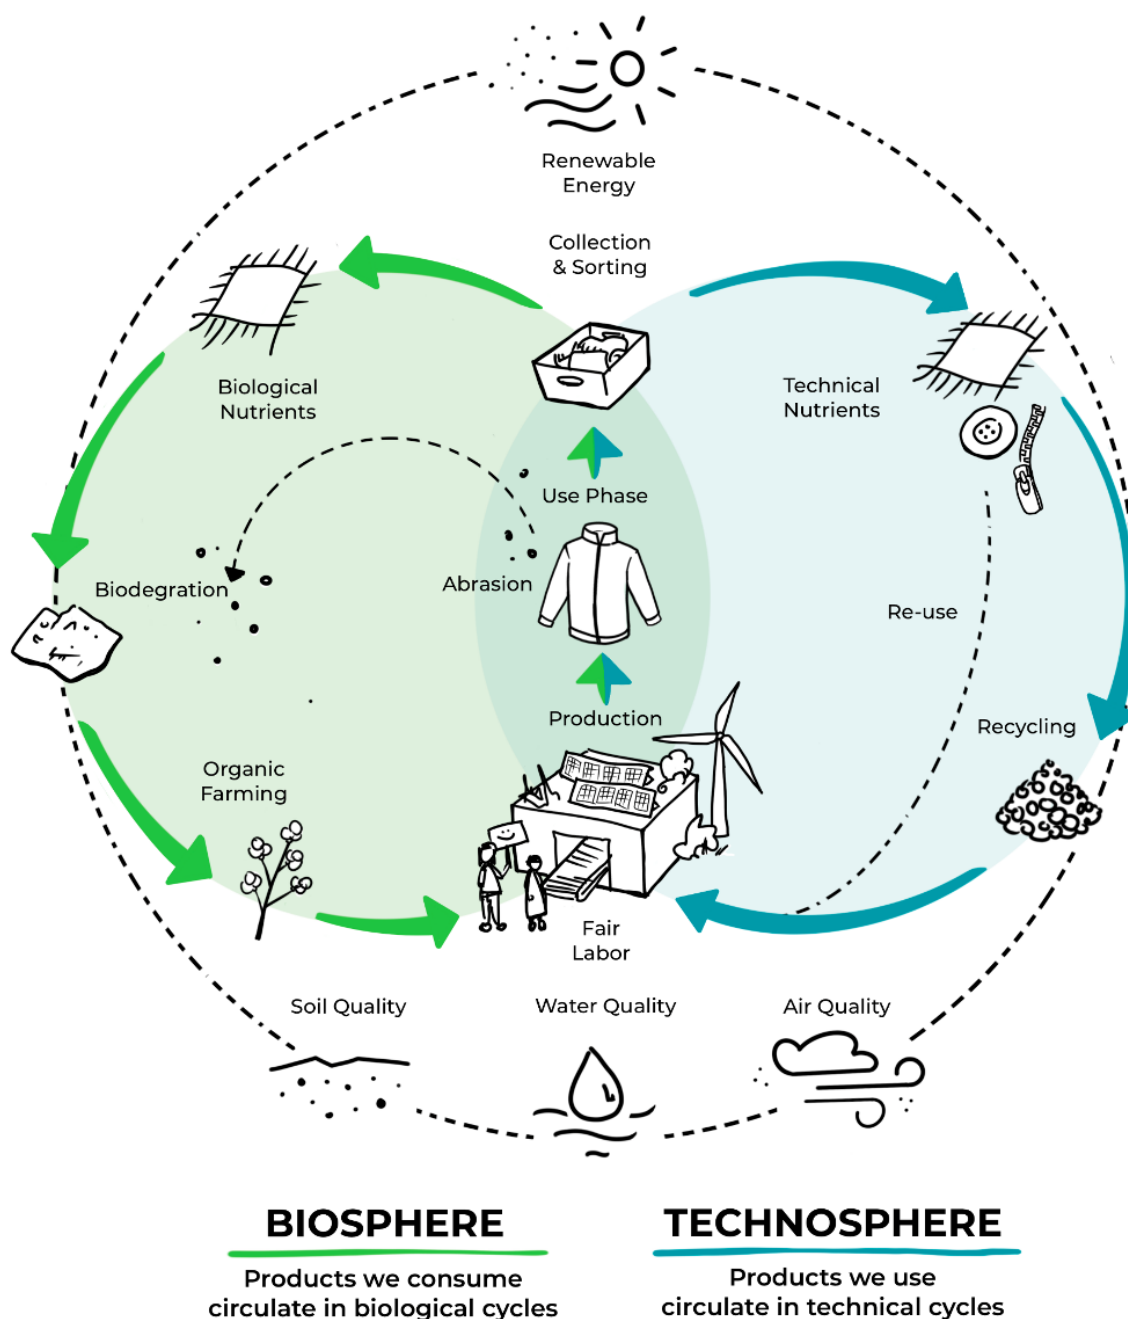 Renewable
Energy
Collection
& Sorting
Biological
Nutrients
Technical
Nutrients
Use Phase
Biodegration
Abrasion
Re-use
Production
Recycling
Organic
Farming
Fair
Labor
Soil Quality
Water Quality
Air Quality
BIOSPHERE
Products we consume
circulate in biological cycles
TECHNOSPHERE
Products we use
circulate in technical cycles